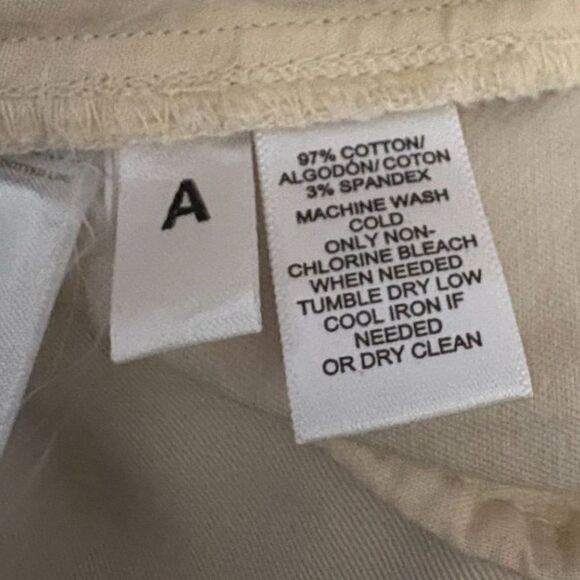 A
97% COTTON/
ALGODÓN/ COTON
3% SPANDEX
MACHINE WASH
COLD
ONLY NON-
CHLORINE BLEACH
WHEN NEEDED
TUMBLE DRY LOW
COOL IRON IF
NEEDED
OR DRY CLEAN